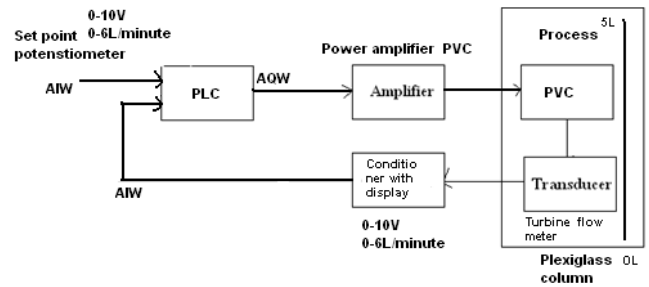 0-10V
0-6L/minute
Set point
potenstiometer
AIW
PLC
AQW
Power amplifier PVC
Amplifier
Process
5L
PVC
AIW
Conditio
ner with
display
0-10V
0-6L/minute
Transducer
Turbine flow
meter
Plexiglass 0L
column